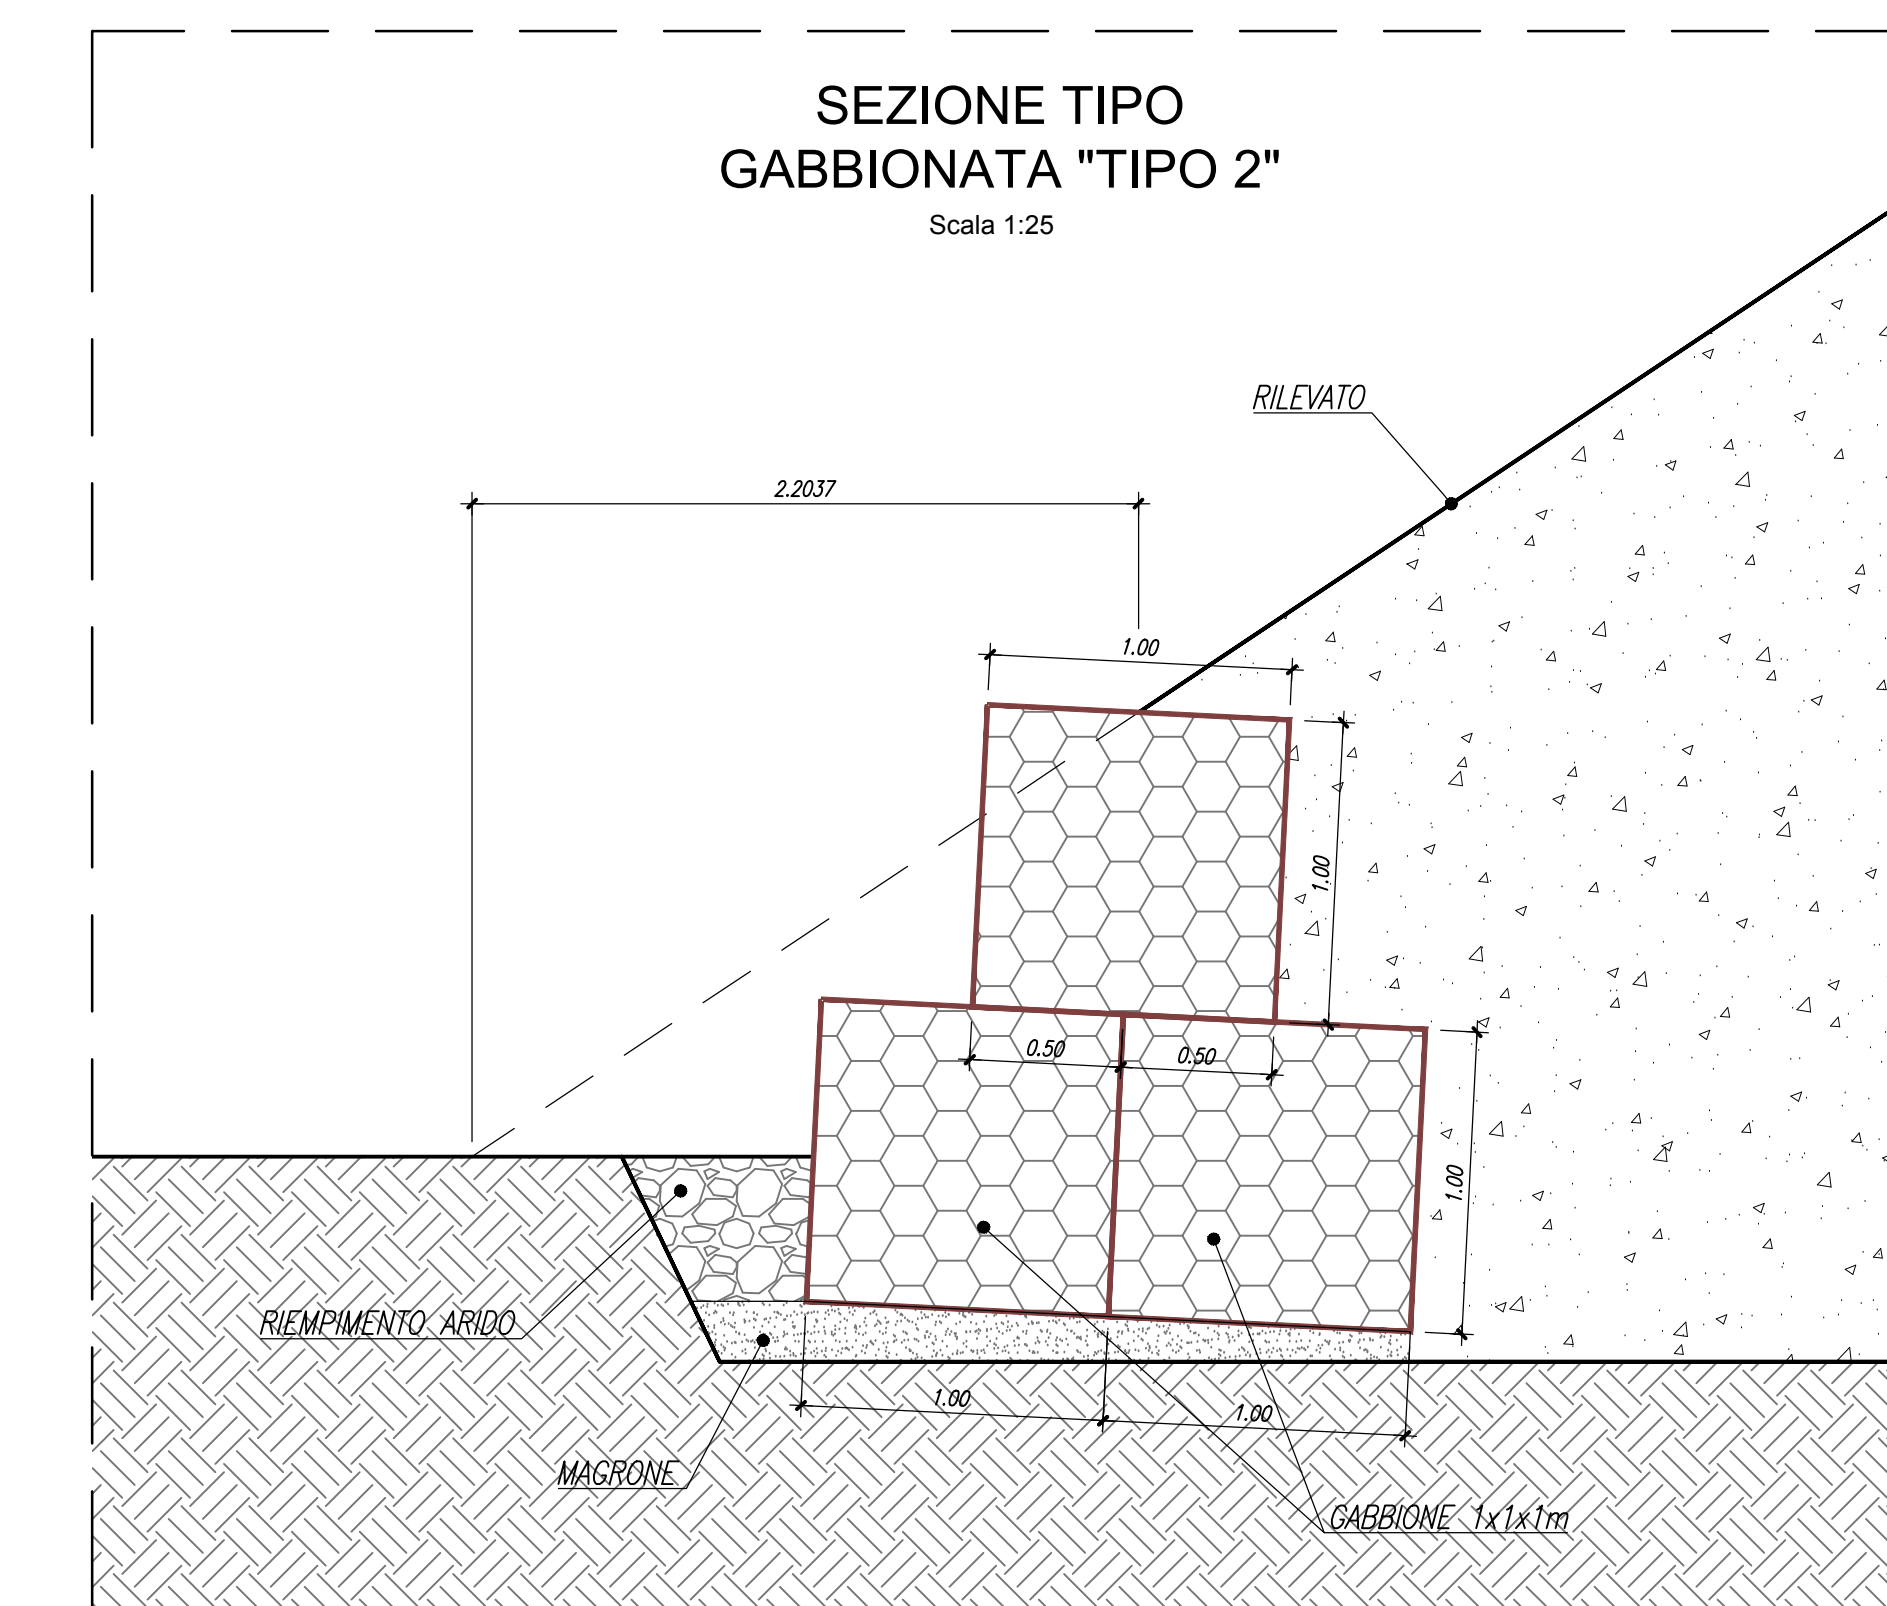 SEZIONE TIPO
GABBIONATA "TIPO 2"
Scala 1:25
RILEVATO
2.2037
1.00
1.00
0.50
0.50
1.00
RIEMPIMENTO ARIDO
1.00
1.00
MAGRONE
GABBIONE 1x1x1m